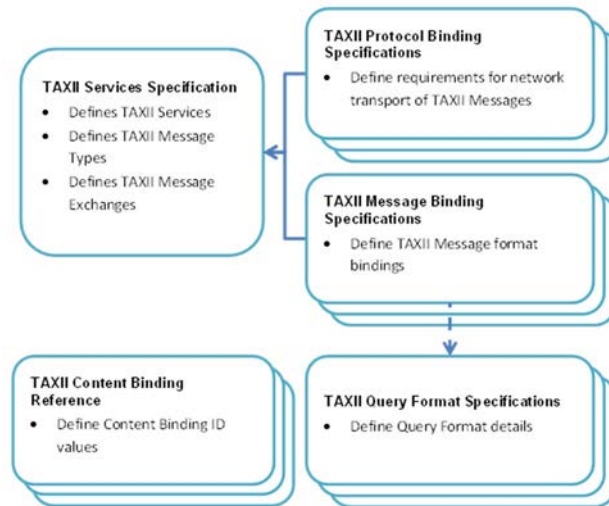 TAXII Services Specification
• Defines TAXII Services
• Defines TAXII Message
Types
• Defines TAXII Message
Exchanges
TAXII Protocol Binding
Specifications
• Define requirements for network
transport of TAXII Messages
TAXII Message Binding
Specifications
• Define TAXII Message format
bindings
TAXII Content Binding
Reference
• Define Content Binding ID
values
TAXII Query Format Specifications
• Define Query Format details